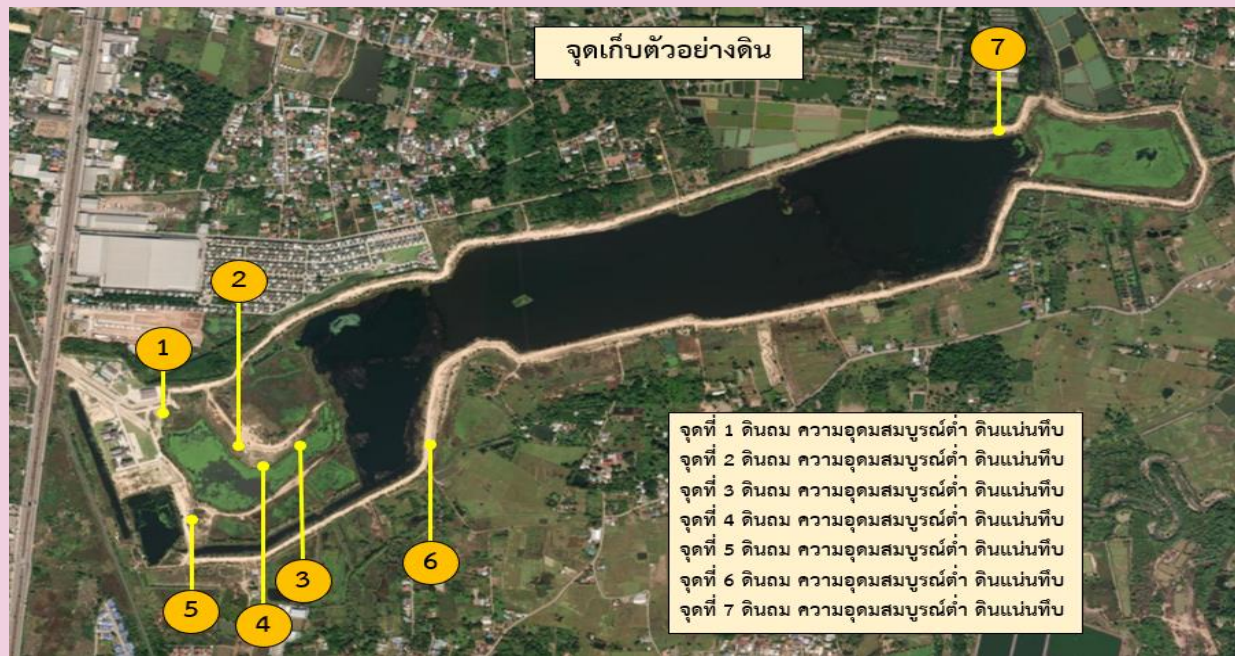 จุดเก็บตัวอย่างดิน
7
2
1
จุดที่ 1 ดินถม ความอุดมสมบูรณ์ต่ำ ดินแน่นทึบ
จุดที่ 2 ดินถม ความอุดมสมบูรณ์ต่ำ ดินแน่นทึบ
จุดที่ 3 ดินถม ความอุดมสมบูรณ์ต่ำ ดินแน่นทึบ
จุดที่ 4 ดินถม ความอุดมสมบูรณ์ต่ำ ดินแน่นทึบ
จุดที่ 5 ดินถม ความอุดมสมบูรณ์ต่ำ ดินแน่นทึบ
จุดที่ 6 ดินถม ความอุดมสมบูรณ์ต่ำ ดินแน่นทึบ
จุดที่ 7 ดินถม ความอุดมสมบูรณ์ต่ำ ดินแน่นทึบ
6
3
5
4